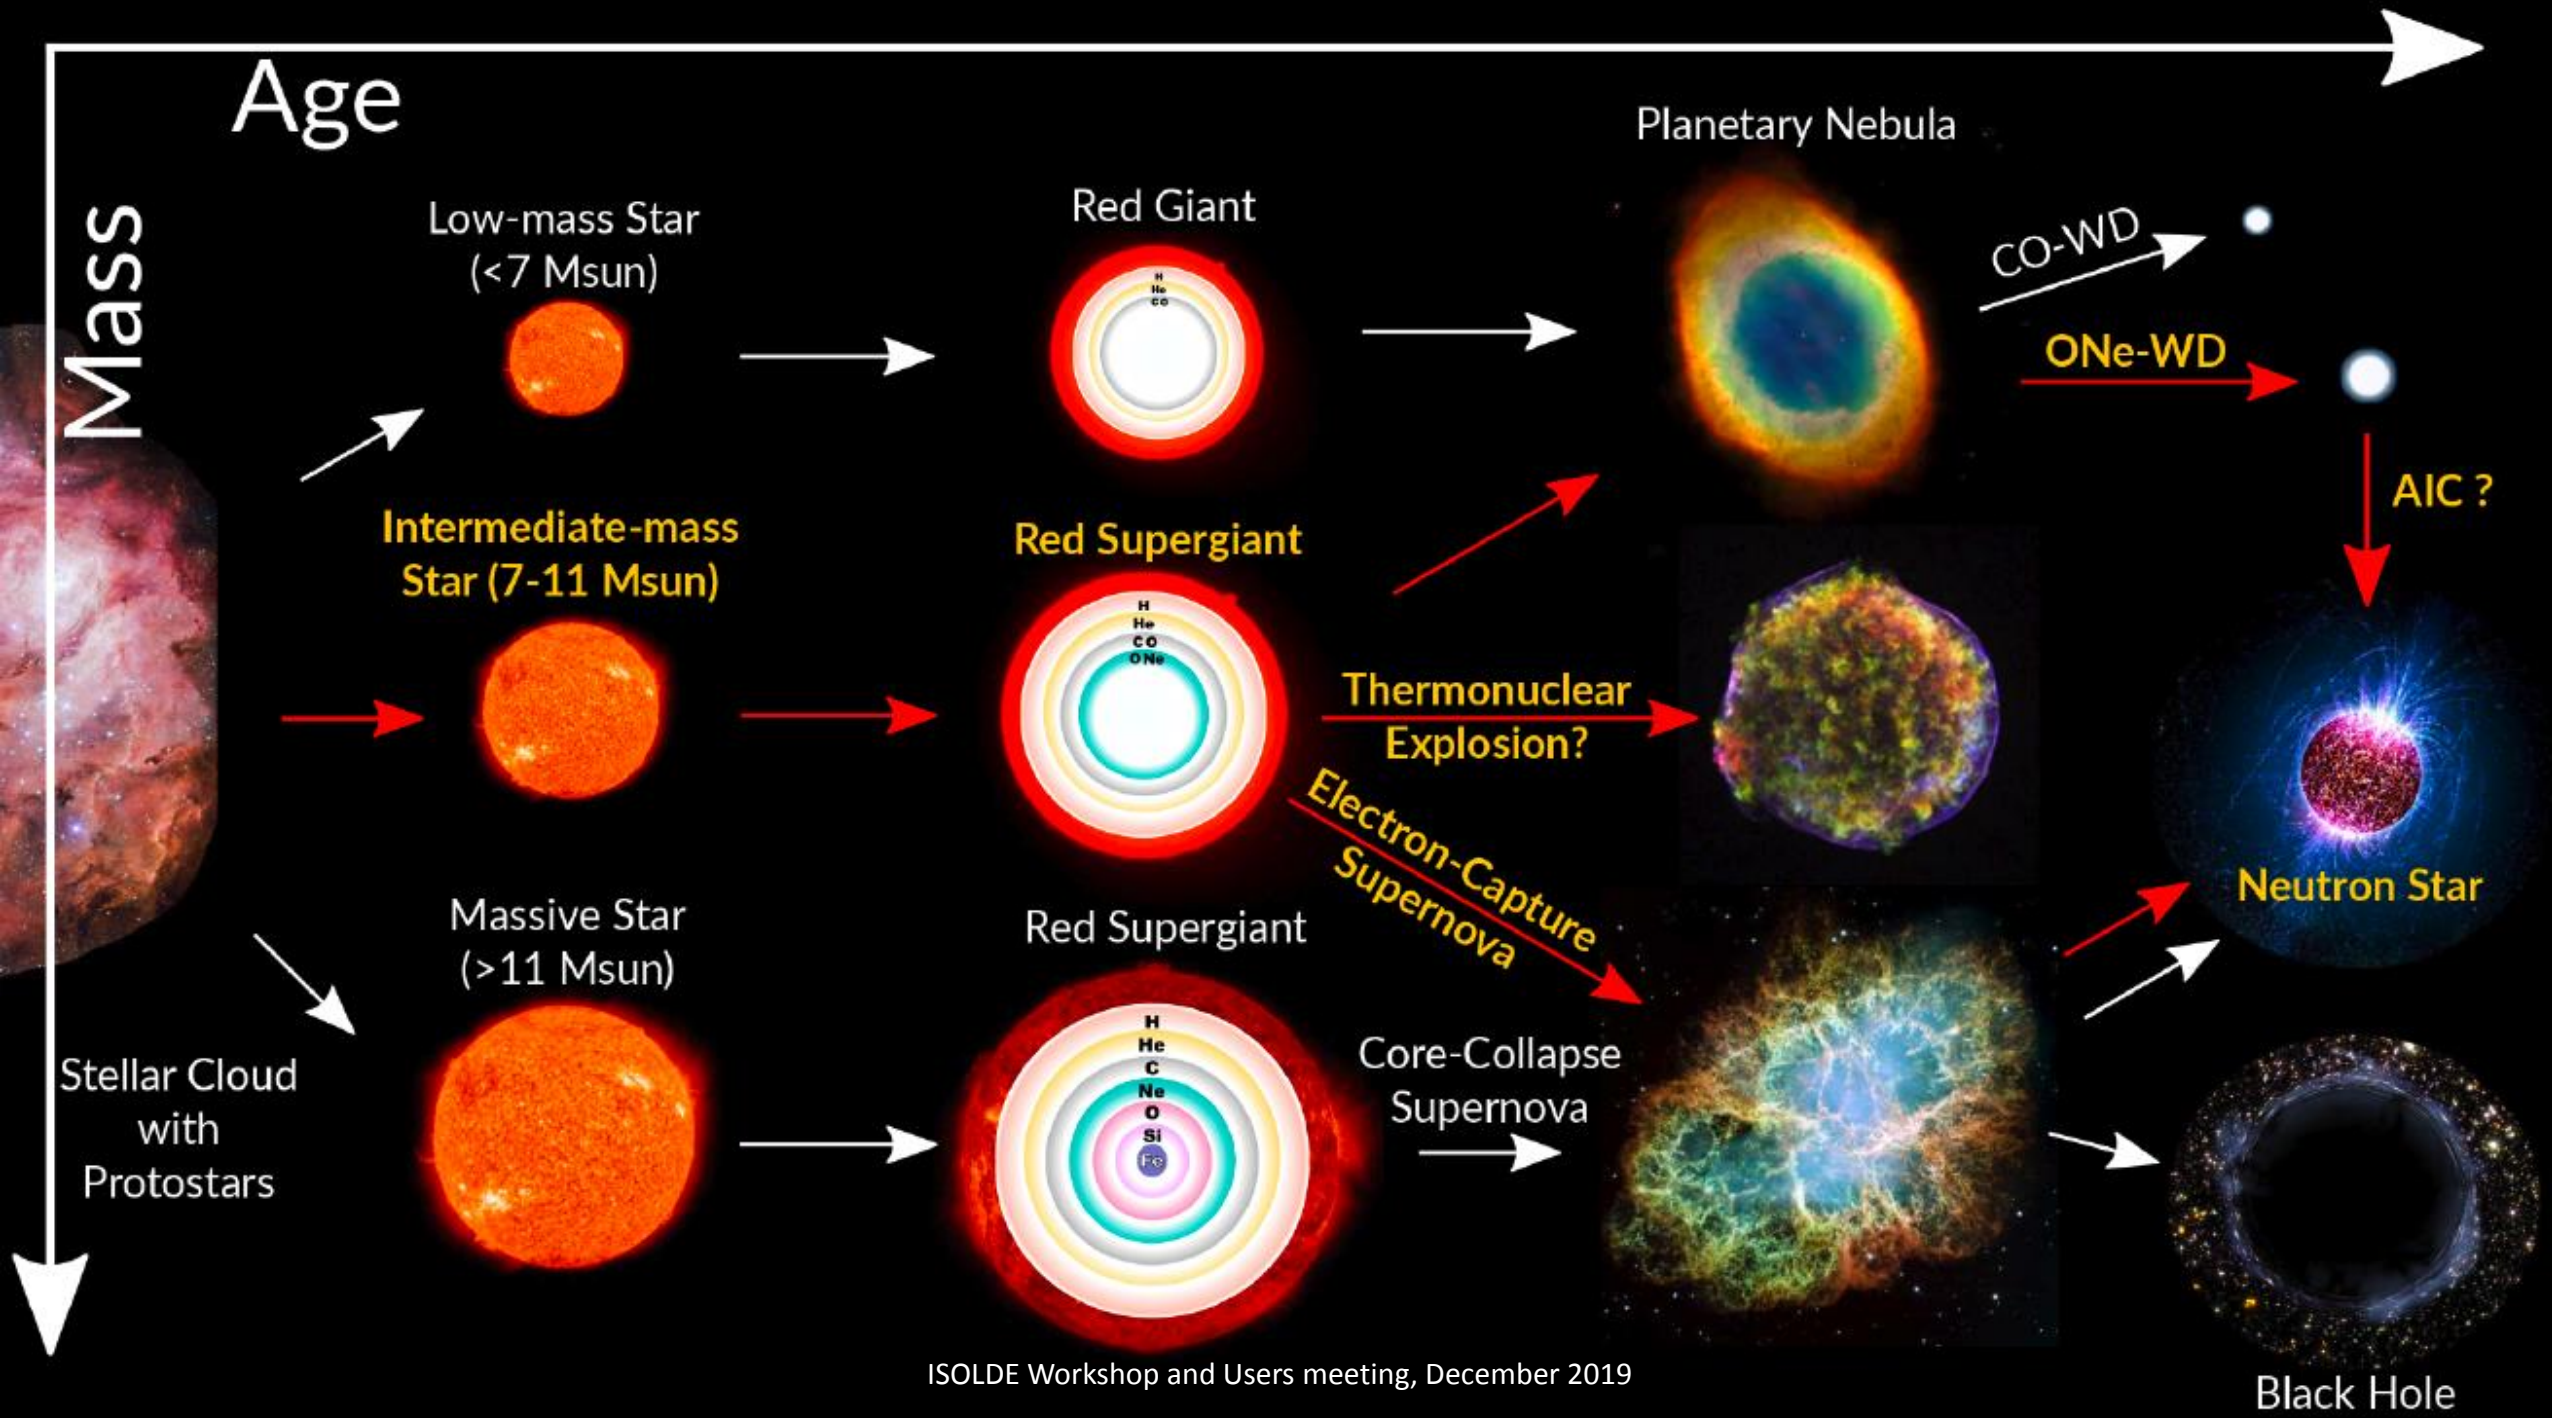 Age
Mass
Planetary Nebula
Low-mass Star
(<7 Msun)
Red Giant
H
He
CO
CO-WD
ONe-WD
AIC ?
Intermediate-mass
Star (7-11 Msun)
Red Supergiant
H
He
C O
O Ne
Thermonuclear
Explosion?
Electron-Capture
Supernova
Neutron Star
Massive Star
(>11 Msun)
Red Supergiant
H
He
C
Ne
O
Si
Fe
Core-Collapse
Supernova
Stellar Cloud
with
Protostars
Black Hole
ISOLDE Workshop and Users meeting, December 2019